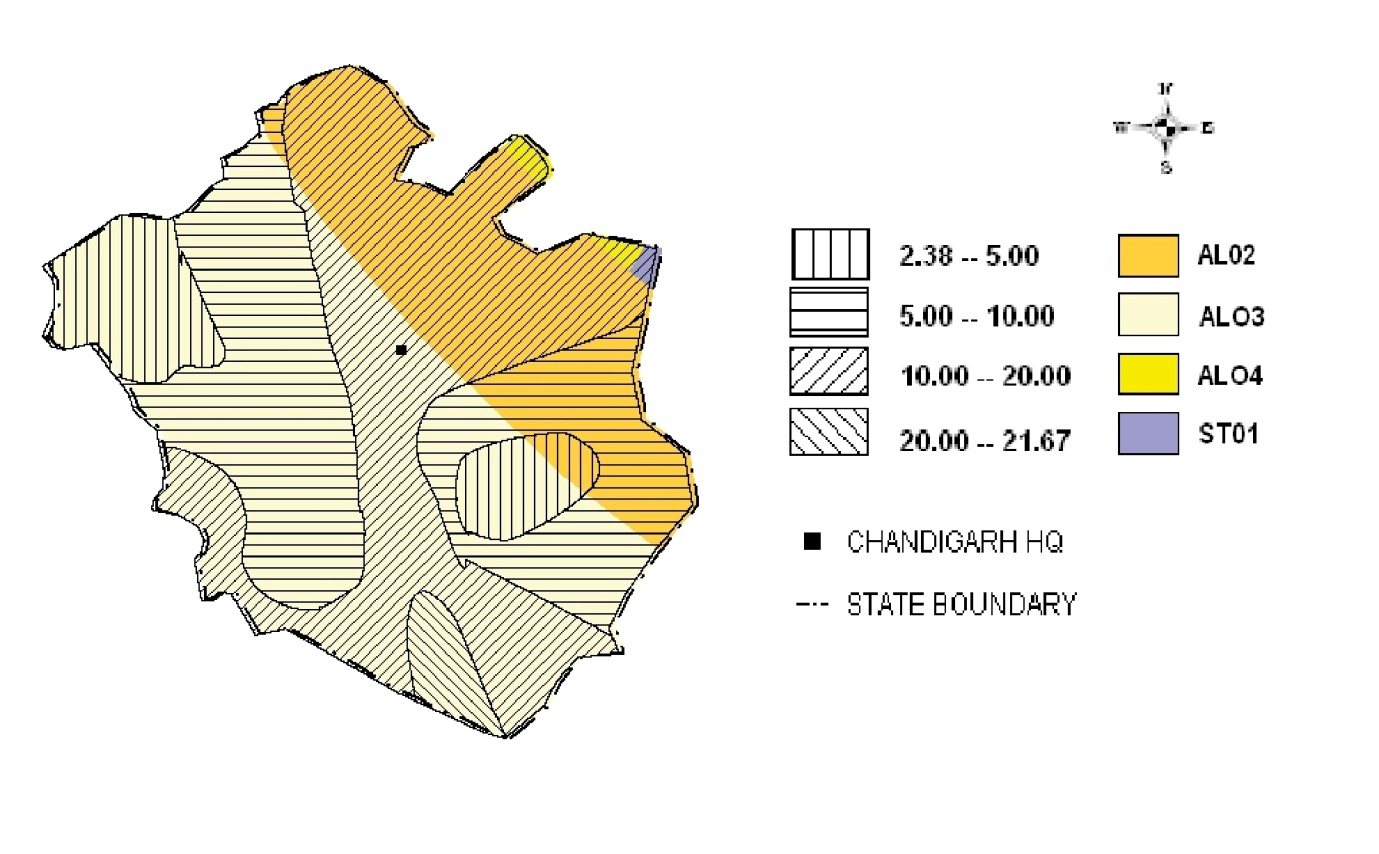 N
W E
S
2.38 -- 5.00
5.00 -- 10.00
10.00 -- 20.00
20.00 -- 21.67
AL02
ALO3
ALO4
ST01
CHANDIGARH HQ
STATE BOUNDARY